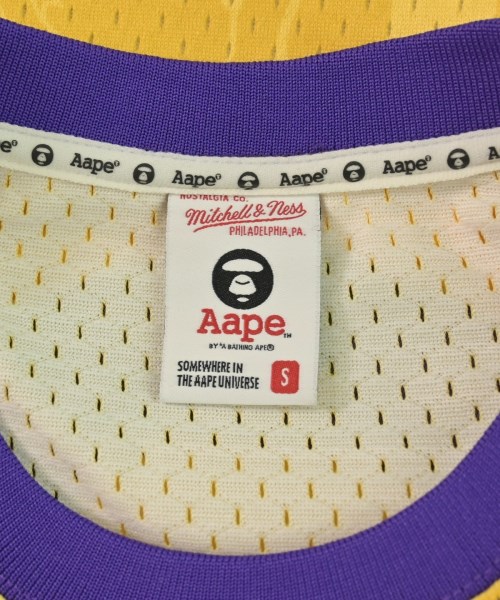 Aape Aape Aape Aape Aape
NOSTALGIA CO.
Mitchell & Ness
PHILADELPHIA, PA.
Aape™
BY *A BATHING APE®
SOMEWHERE IN
THE AAPE UNIVERSE
S